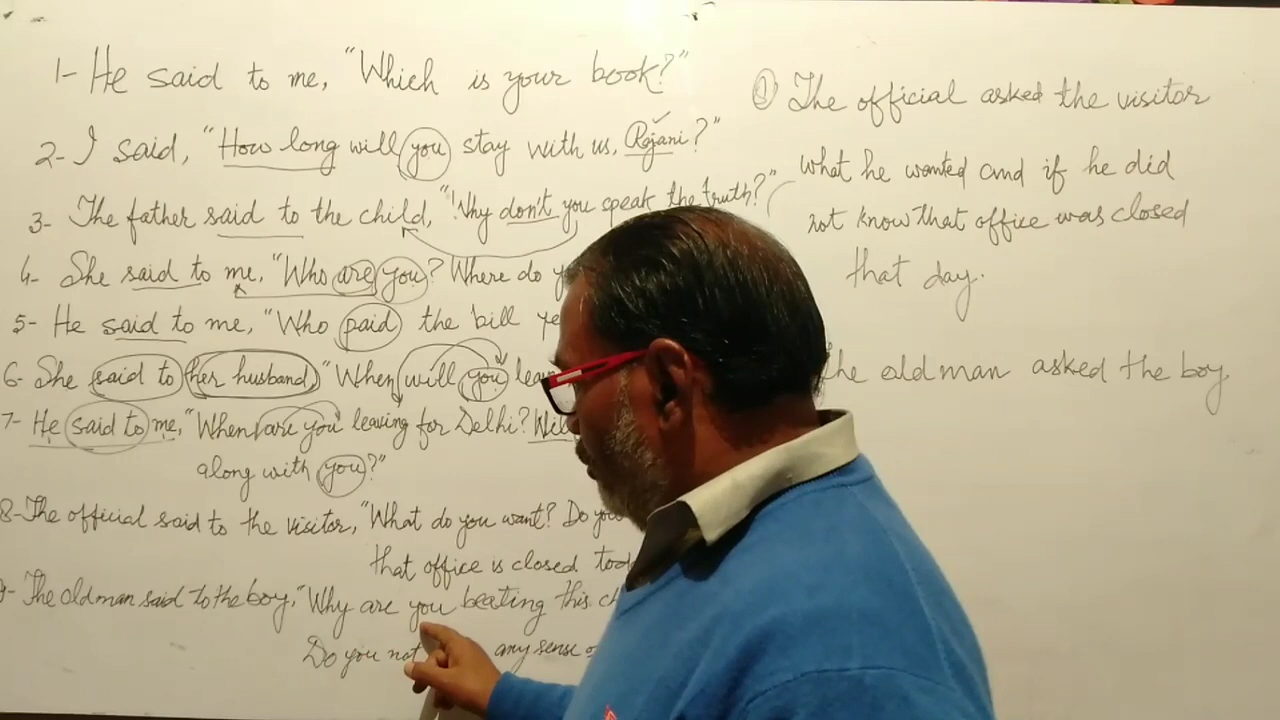 1- He said to me, "Which is your book?"
2- I said, "How long will you stay with us, Rajani?"
3- The father said to the child, "Why don't you speak the truth?"
4- She said to me, "Who are you? Where do
5- He said to me, "Who paid the bill
6- She said to her husband, "When will you
7- He said to me, "When are you leaving for Delhi?
along with you?"
8- The official said to the visitor, "What do you want? Do you
that office is closed
9- The old man said to the boy, "Why are you beating this
Do you not any sense
① The official asked the visitor
what he wanted and if he did
not know that office was closed
that day.
the old man asked the boy